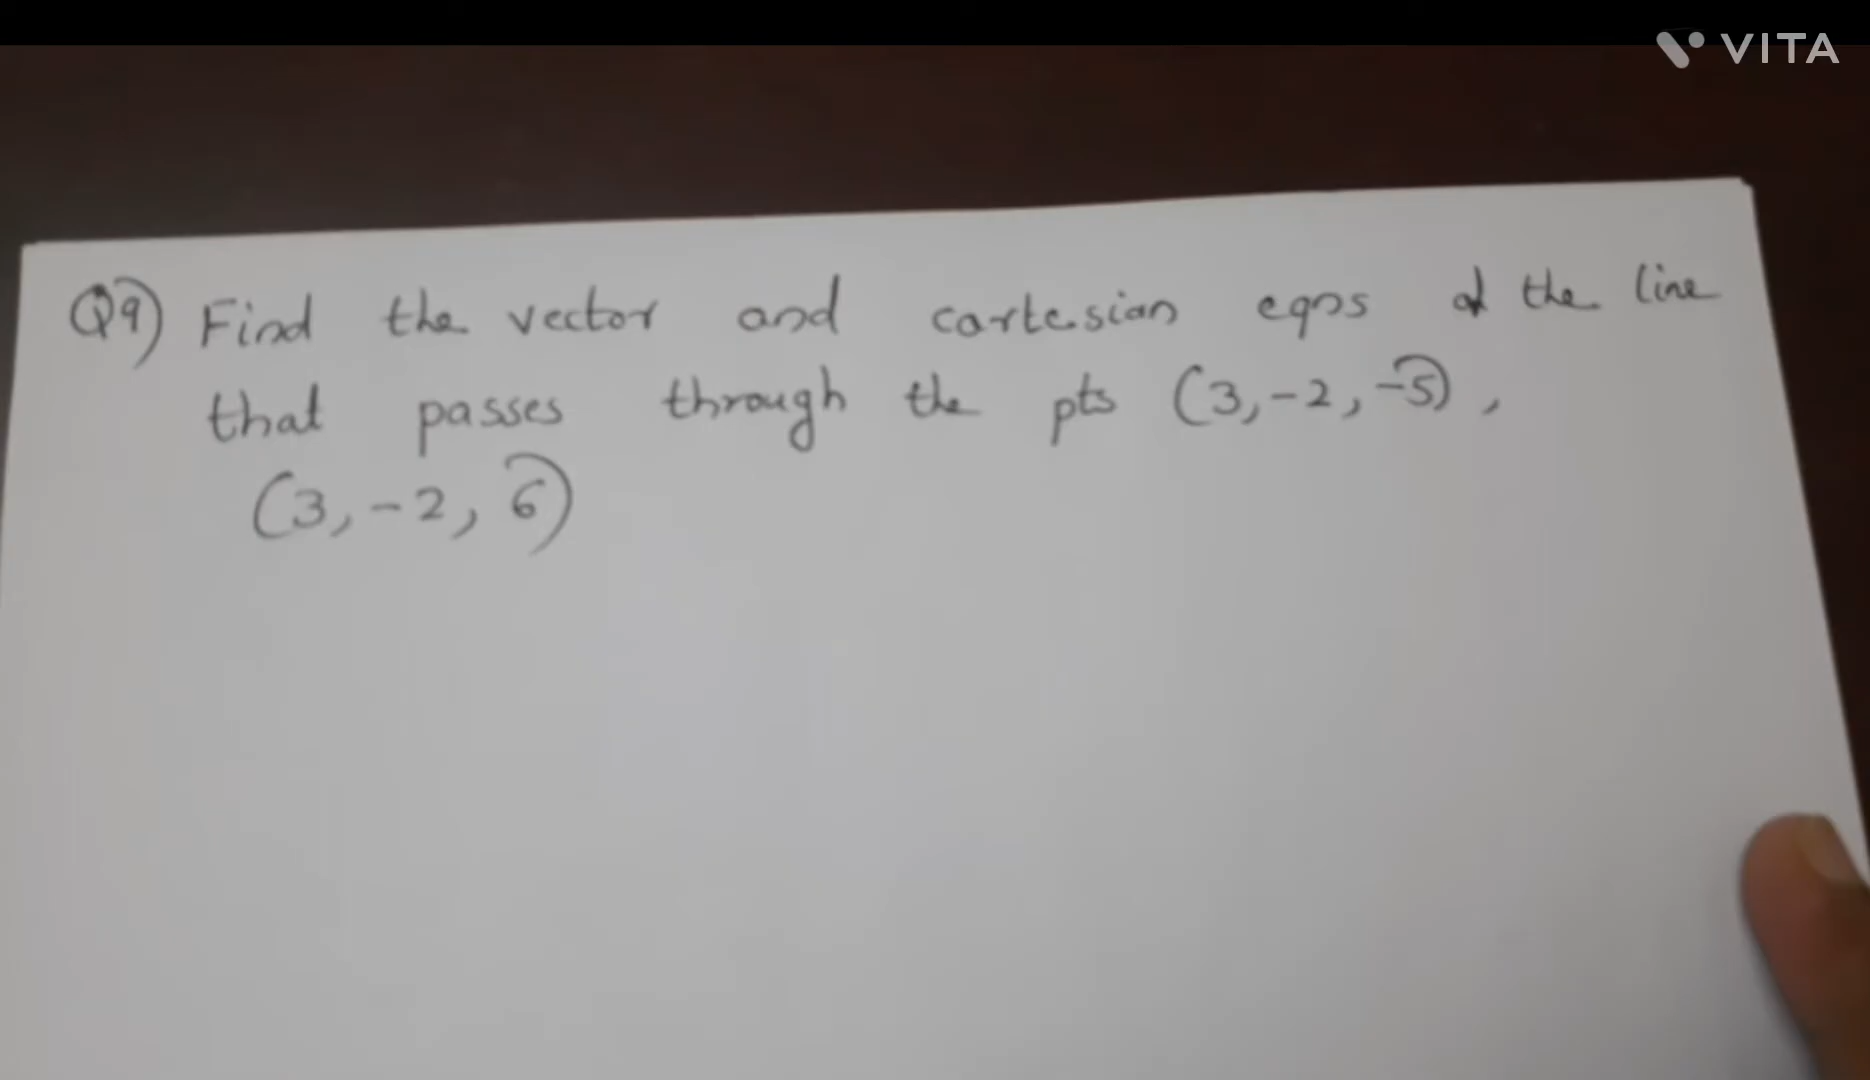 VITA
Q9) Find the vector and cartesian eqns of the line
that passes through the pts (3, -2, -5) ,
(3, -2, 6)